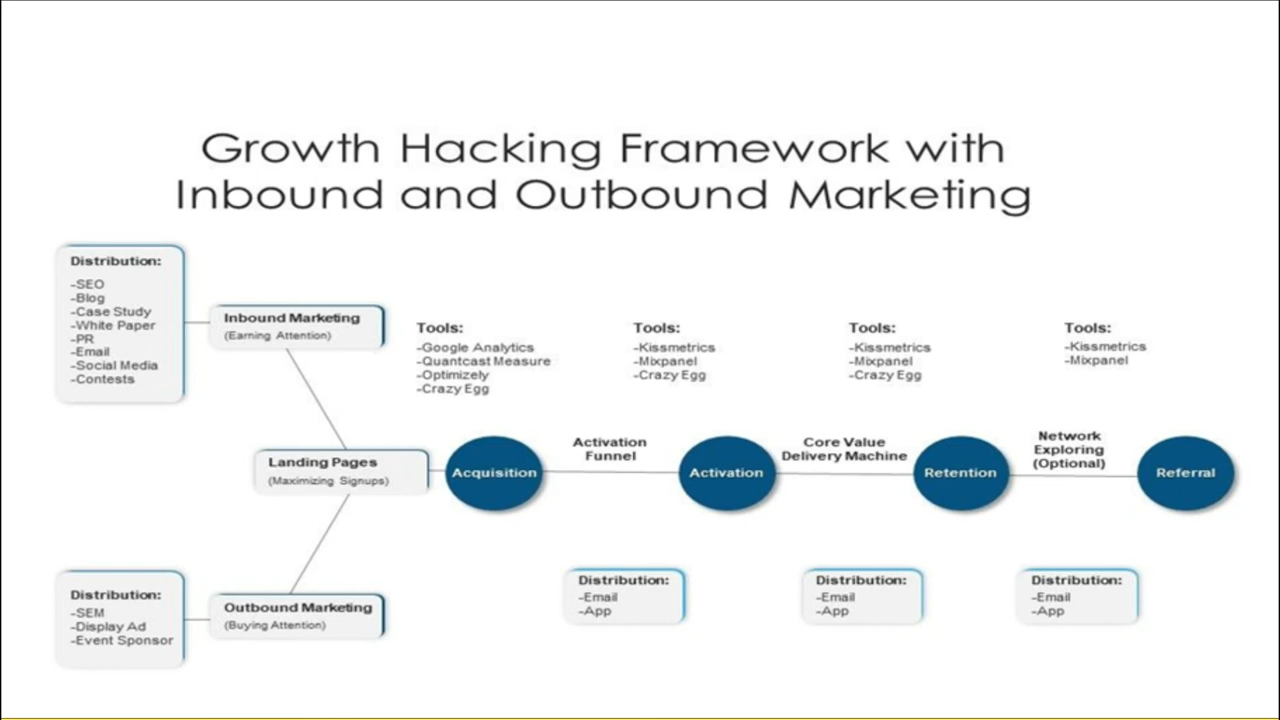 Growth Hacking Framework with
Inbound and Outbound Marketing
Distribution:
-SEO
-Blog
-Case Study
-White Paper
-PR
-Email
-Social Media
-Contests
Inbound Marketing
(Earning Attention)
Landing Pages
(Maximizing Signups)
Distribution:
-SEM
-Display Ad
-Event Sponsor
Outbound Marketing
(Buying Attention)
Tools:
-Google Analytics
-Quantcast Measure
-Optimizely
-Crazy Egg
Tools:
-Kissmetrics
-Mixpanel
-Crazy Egg
Tools:
-Kissmetrics
-Mixpanel
-Crazy Egg
Tools:
-Kissmetrics
-Mixpanel
Acquisition
Activation
Funnel
Activation
Core Value
Delivery Machine
Retention
Network
Exploring
(Optional)
Referral
Distribution:
-Email
-App
Distribution:
-Email
-App
Distribution:
-Email
-App